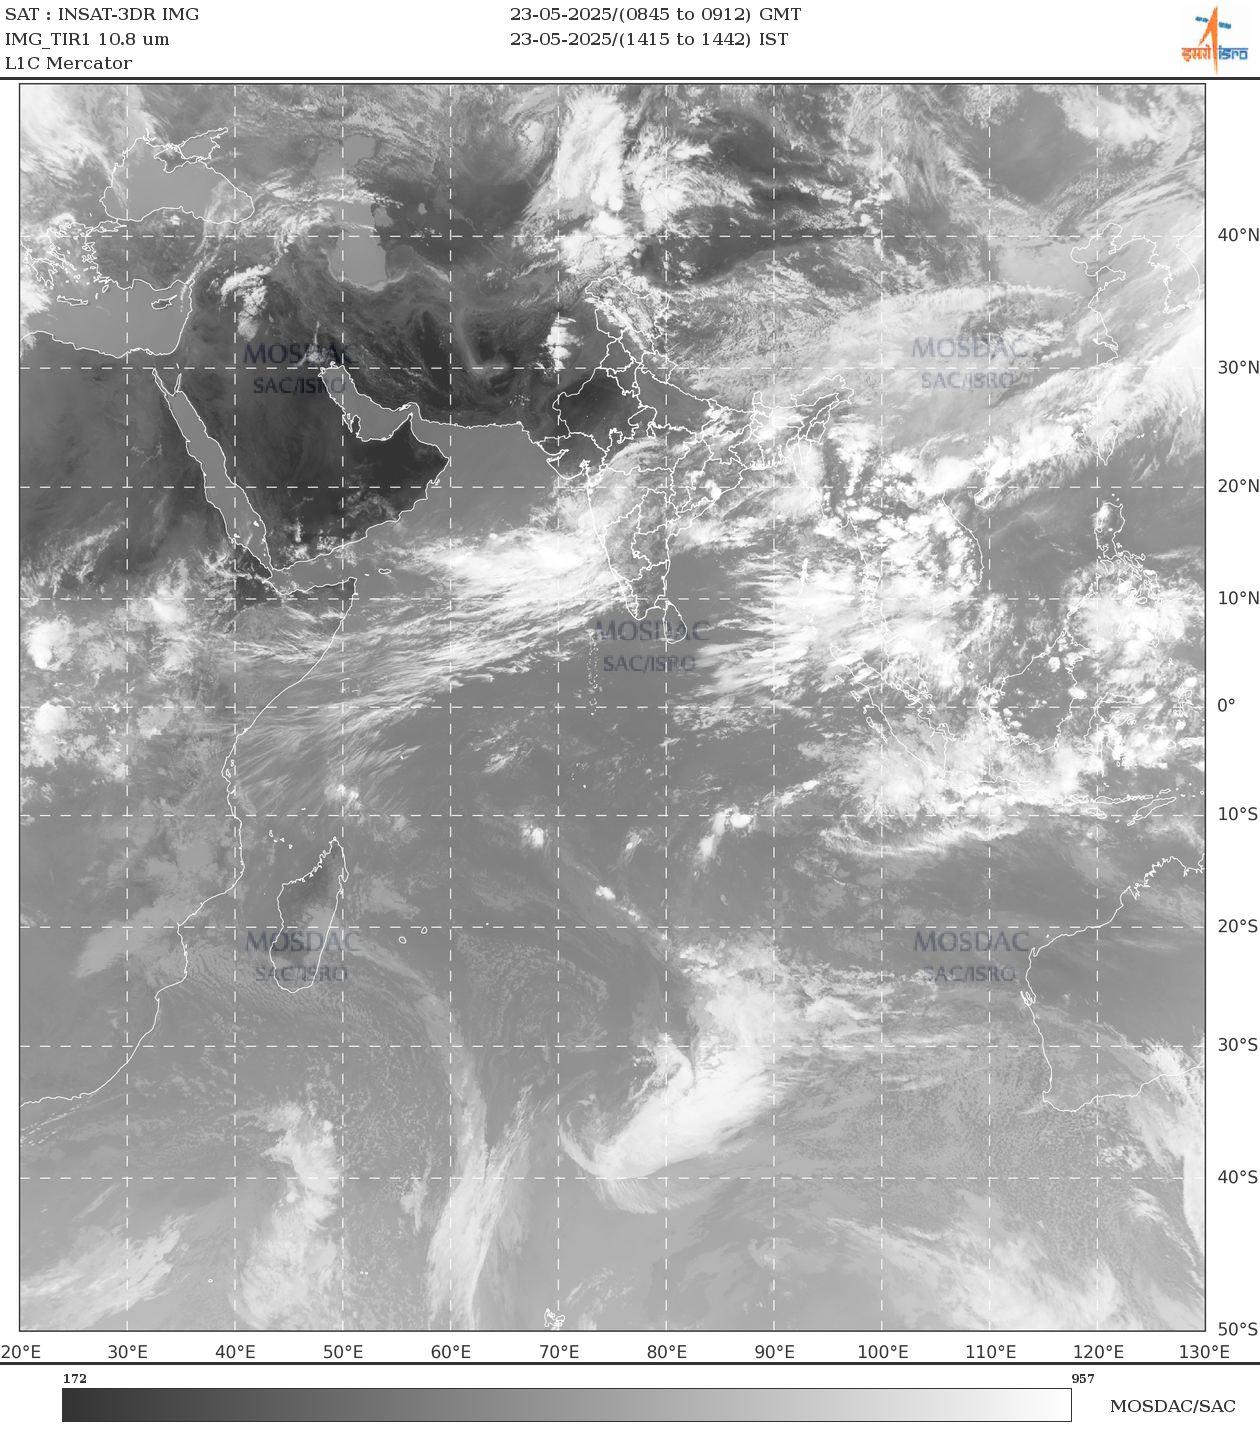 SAT : INSAT-3DR IMG
IMG_TIR1 10.8 um
L1C Mercator
23-05-2025/(0845 to 0912) GMT
23-05-2025/(1415 to 1442) IST
इसरो isro
40°N
30°N
20°N
10°N
0°
10°S
20°S
30°S
40°S
50°S
MOSDAC
SAC/ISRO
MOSDAC
SAC/ISRO
MOSDAC
SAC/ISRO
MOSDAC
SAC/ISRO
MOSDAC
SAC/ISRO
20°E 30°E 40°E 50°E 60°E 70°E 80°E 90°E 100°E 110°E 120°E 130°E
172 957
MOSDAC/SAC